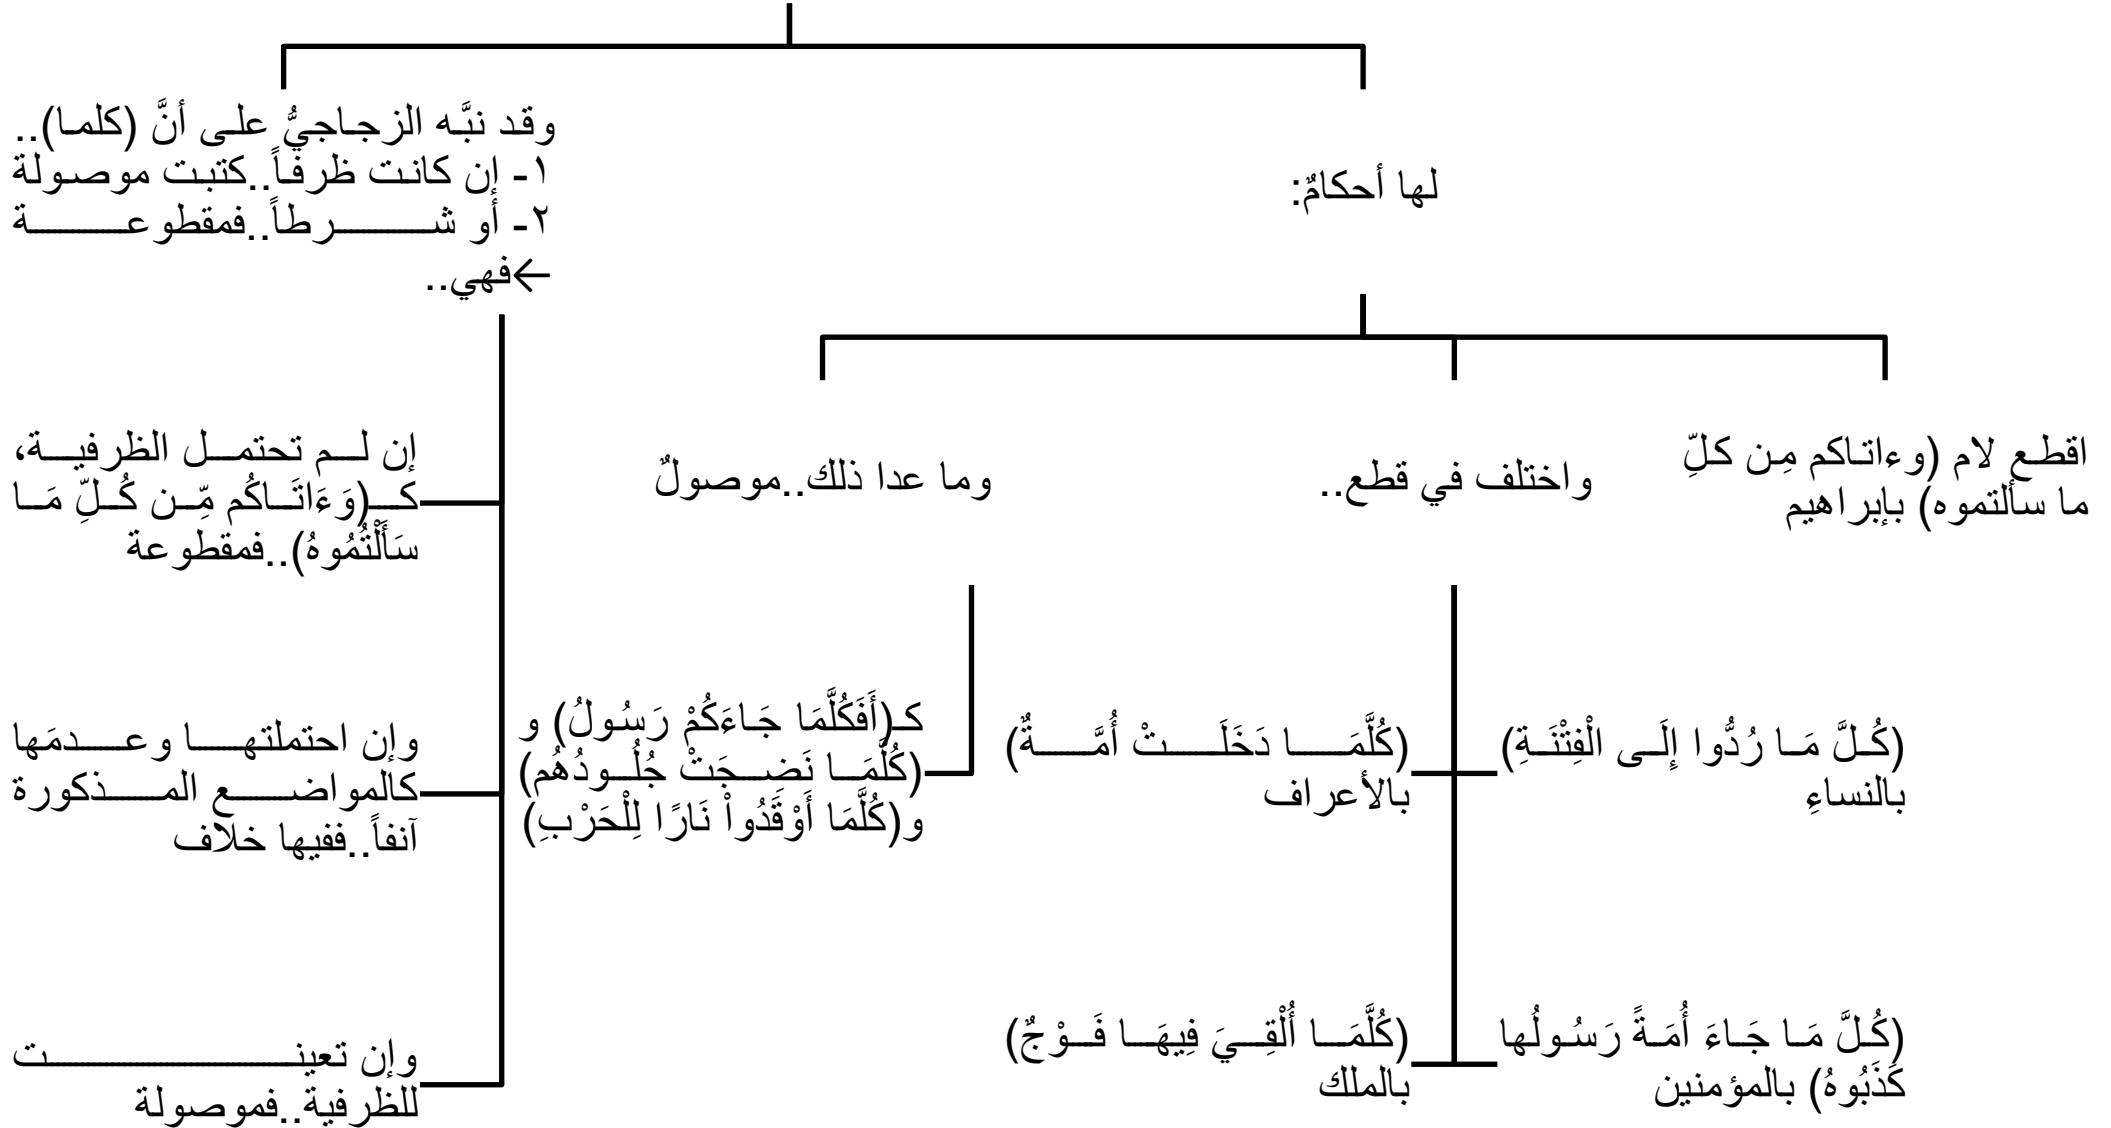 لها أحكامٌ:
اقطع لام (وءاتاكم مِن كلِّ
ما سألتموه) بإبراهيم
واختلف في قطع..
(كُلَّ مَا رُدُّوا إِلَى الْفِتْنَةِ)
بالنساءِ
(كُلَّمَا دَخَلَتْ أُمَّةٌ)
بالأعراف
(كُلَّ مَا جَاءَ أُمَةً رَسُولُها
كَذَبُوهُ) بالمؤمنين
(كُلَّمَا أُلْقِيَ فِيهَا فَوْجٌ)
بالملك
وما عدا ذلك..موصولٌ
كـ(أَفَكُلَّمَا جَاءَكُمْ رَسُولُ) و
(كُلَّمَا نَضِجَتْ جُلُودُهُم)
و(كُلَّمَا أَوْقَدُواْ نَارًا لِلْحَرْبِ)
وقد نبَّه الزجاجيُّ على أنَّ (كلما)..
١- إن كانت ظرفاً..كتبت موصولة
٢- أو شرطاً..فمقطوعة
←فهي..
إن لم تحتمل الظرفية،
كـ(وَءَاتَاكُم مِّن كُلِّ مَا
سَأَلْتُمُوهُ)..فمقطوعة
وإن احتملتها وعدمَها
كالمواضع المذكورة
آنفاً..ففيها خلاف
وإن تعينت
للظرفية..فموصولة